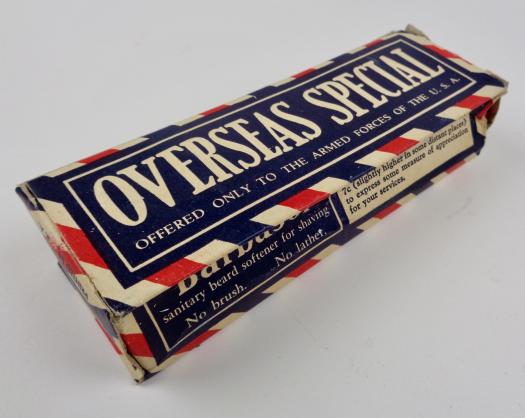 OVERSEAS SPECIAL
OFFERED ONLY TO THE ARMED FORCES OF THE U.S.A.
Barbasol
sanitary beard softener for shaving
No brush. No lather.
7c (slightly higher in some distant places)
to express some measure of appreciation
for your services.